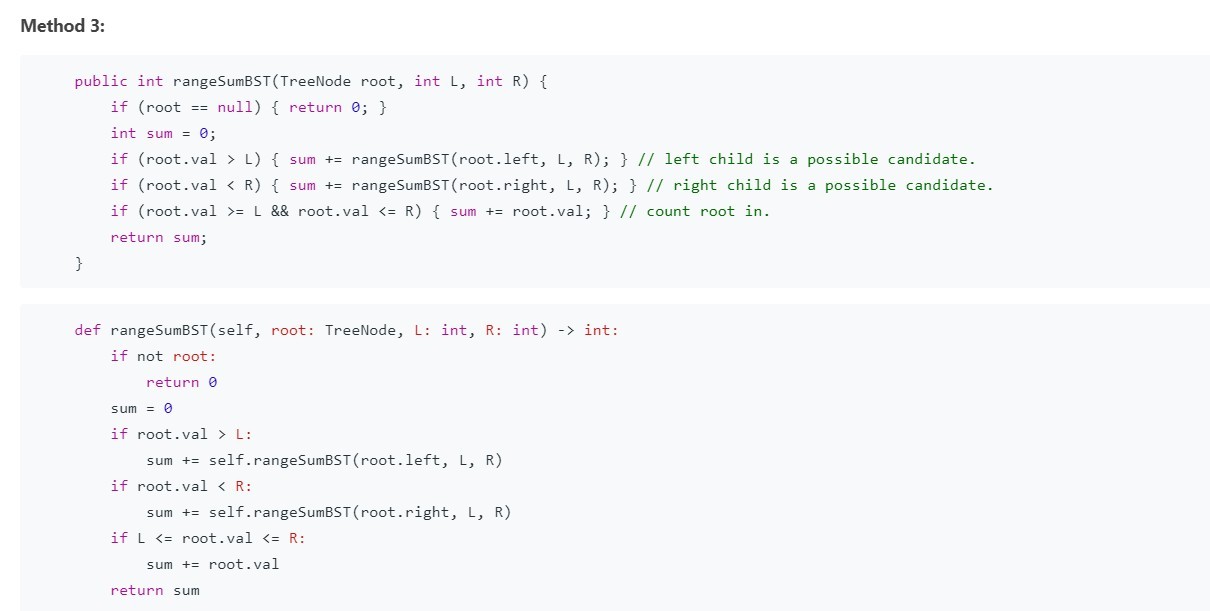 Method 3:
public int rangeSumBST(TreeNode root, int L, int R) {
if (root == null) { return 0; }
int sum = 0;
if (root.val > L) { sum += rangeSumBST(root.left, L, R); } // left child is a possible candidate.
if (root.val < R) { sum += rangeSumBST(root.right, L, R); } // right child is a possible candidate.
if (root.val >= L && root.val <= R) { sum += root.val; } // count root in.
return sum;
}
def rangeSumBST(self, root: TreeNode, L: int, R: int) -> int:
if not root:
return 0
sum = 0
if root.val > L:
sum += self.rangeSumBST(root.left, L, R)
if root.val < R:
sum += self.rangeSumBST(root.right, L, R)
if L <= root.val <= R:
sum += root.val
return sum